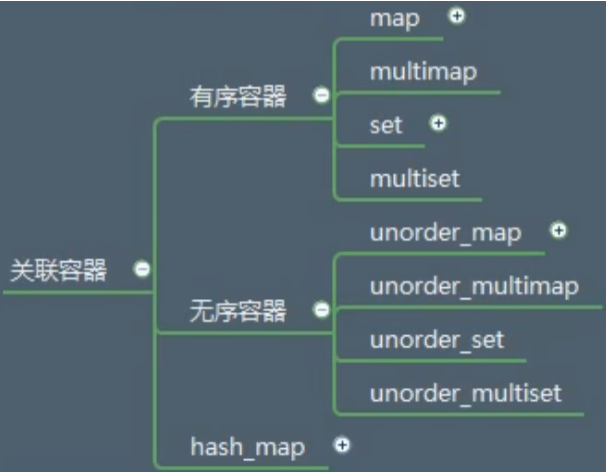 map
multimap
有序容器
set
multiset
unorder_map
关联容器
unorder_multimap
无序容器
unorder_set
unorder_multiset
hash_map